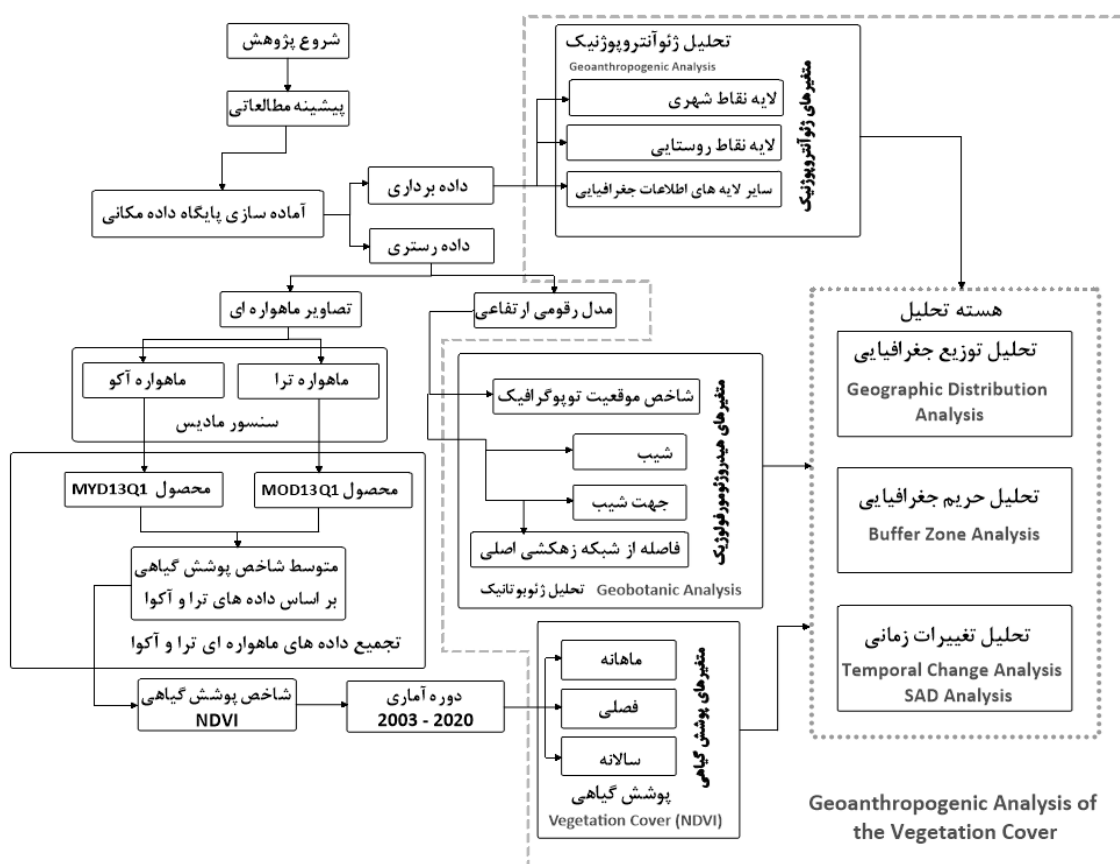 شروع پژوهش
پیشینه مطالعاتی
آماده سازی پایگاه داده مکانی
داده برداری
داده رستری
تحلیل ژئوآنتروپوژنیک
Geoanthropogenic Analysis
لایه نقاط شهری
لایه نقاط روستایی
سایر لایه های اطلاعات جغرافیایی
متغیرهای ژئوآنتروپوژنیک
تصاویر ماهواره ای
مدل رقومی ارتفاعی
ماهواره ترا
ماهواره آکو
سنسور مادیس
محصول MOD13Q1
محصول MYD13Q1
متوسط شاخص پوشش گیاهی
بر اساس داده های ترا و آکوا
تجمیع داده های ماهواره ای ترا و آکوا
شاخص پوشش گیاهی
NDVI
دوره آماری
2003 - 2020
شاخص موقعیت توپوگرافیک
شیب
جهت شیب
فاصله از شبکه زهکشی اصلی
تحلیل ژئوبوتانیک Geobotanic Analysis
متغیرهای هیدروژئومورفولوژیک
ماهانه
فصلی
سالانه
پوشش گیاهی
Vegetation Cover (NDVI)
متغیرهای پوشش گیاهی
هسته تحلیل
تحلیل توزیع جغرافیایی
Geographic Distribution
Analysis
تحلیل حریم جغرافیایی
Buffer Zone Analysis
تحلیل تغییرات زمانی
Temporal Change Analysis
SAD Analysis
Geoanthropogenic Analysis of
the Vegetation Cover